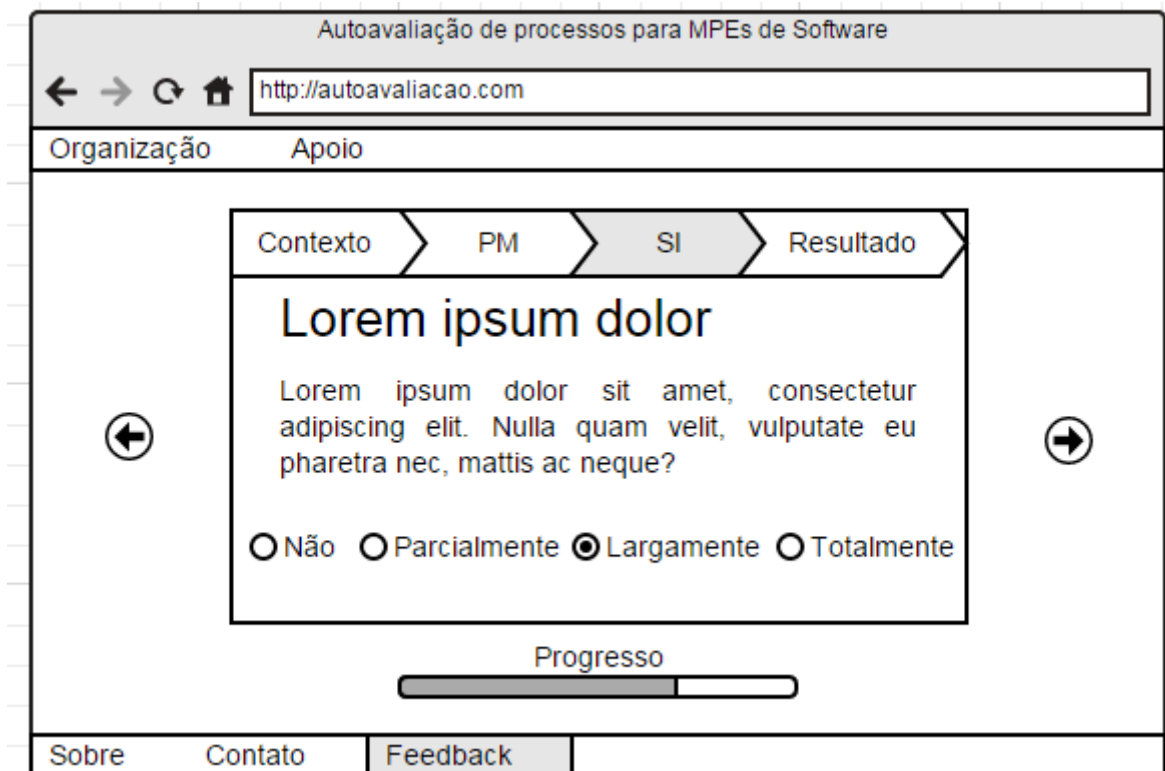 Autoavaliação de processos para MPEs de Software
http://autoavaliacao.com
Organização Apoio
Contexto PM SI Resultado
Lorem ipsum dolor
Lorem ipsum dolor sit amet, consectetur
adipiscing elit. Nulla quam velit, vulputate eu
pharetra nec, mattis ac neque?
Não Parcialmente Largamente Totalmente
Progresso
Sobre Contato Feedback